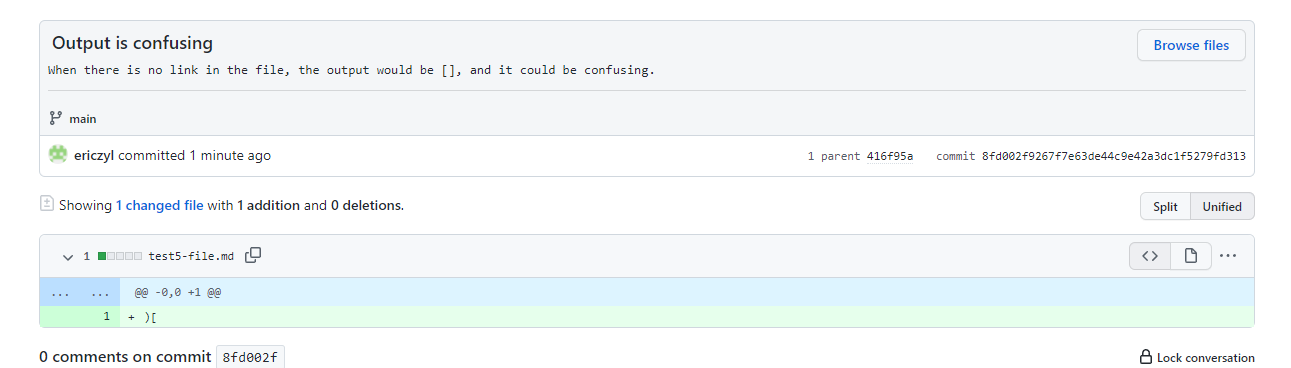 Output is confusing
Browse files
When there is no link in the file, the output would be [], and it could be confusing.
main
ericzyl committed 1 minute ago
1 parent 416f95a commit 8fd002f9267f7e63de44c9e42a3dc1f5279fd313
Showing 1 changed file with 1 addition and 0 deletions.
Split Unified
1 test5-file.md
... ... @@ -0,0 +1 @@
1 + )[
0 comments on commit 8fd002f
Lock conversation